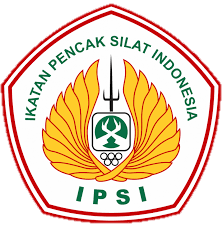 IKATAN PENCAK SILAT INDONESIA
IPSI